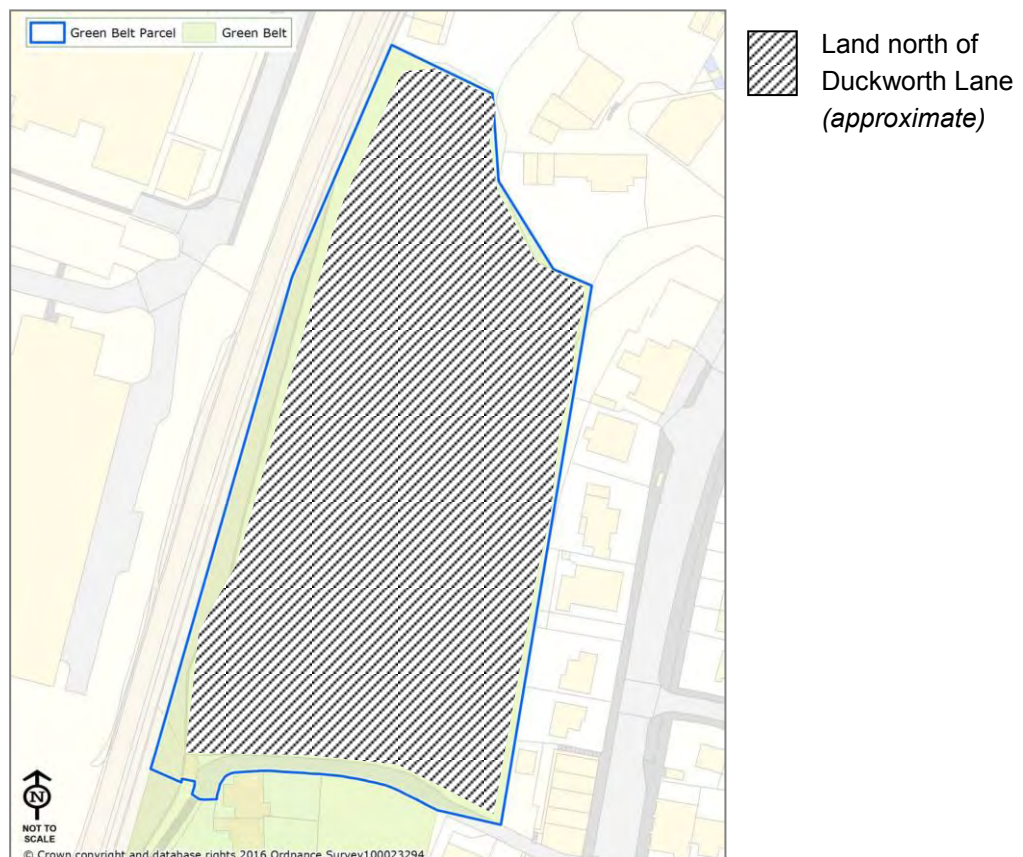 Green Belt Parcel Green Belt
Land north of
Duckworth Lane
(approximate)
N
NOT TO
SCALE
© Crown copyright and database rights 2016 Ordnance Survey100023294